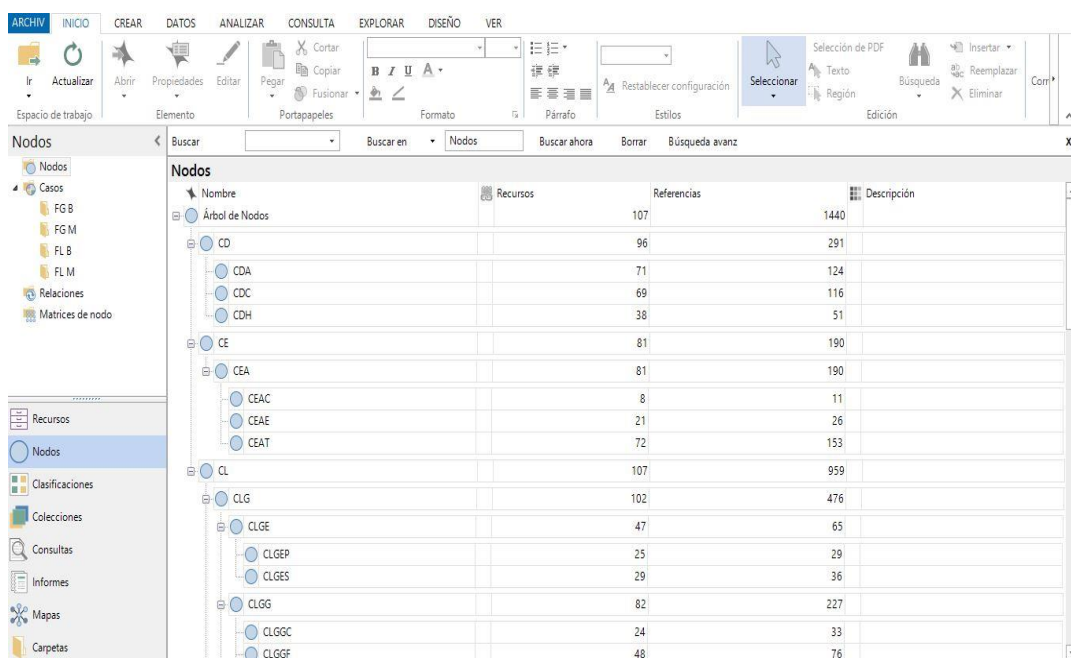 ARCHIV INICIO CREAR DATOS ANALIZAR CONSULTA EXPLORAR DISEÑO VER
Ir Actualizar
Espacio de trabajo
Abrir Propiedades Editar
Elemento
Pegar Cortar Copiar Fusionar
Portapapeles
B I U A
Formato
Párrafo
Restablecer configuración
Estilos
Seleccionar
Selección de PDF
Texto
Región
Búsqueda
Insertar
Reemplazar
Eliminar
Edición
Corr
Nodos
Nodos
Casos
FG B
FG M
FL B
FL M
Relaciones
Matrices de nodo
Recursos
Nodos
Clasificaciones
Colecciones
Consultas
Informes
Mapas
Carpetas
Buscar Buscar en Nodos Buscar ahora Borrar Búsqueda avanz X
Nodos
Nombre Recursos Referencias Descripción
Árbol de Nodos 107 1440
CD 96 291
CDA 71 124
CDC 69 116
CDH 38 51
CE 81 190
CEA 81 190
CEAC 8 11
CEAE 21 26
CEAT 72 153
CL 107 959
CLG 102 476
CLGE 47 65
CLGEP 25 29
CLGES 29 36
CLGG 82 227
CLGGC 24 33
CLGGF 48 76